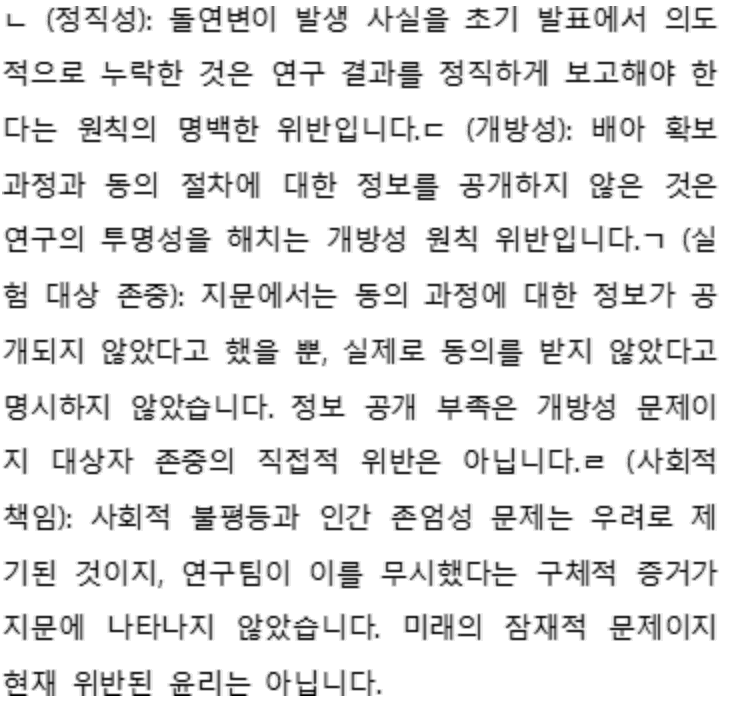 ㄴ (정직성): 돌연변이 발생 사실을 초기 발표에서 의도
적으로 누락한 것은 연구 결과를 정직하게 보고해야 한
다는 원칙의 명백한 위반입니다.ㄷ (개방성): 배아 확보
과정과 동의 절차에 대한 정보를 공개하지 않은 것은
연구의 투명성을 해치는 개방성 원칙 위반입니다.ㄱ (실
험 대상 존중): 지문에서는 동의 과정에 대한 정보가 공
개되지 않았다고 했을 뿐, 실제로 동의를 받지 않았다고
명시하지 않았습니다. 정보 공개 부족은 개방성 문제이
지 대상자 존중의 직접적 위반은 아닙니다.ㄹ (사회적
책임): 사회적 불평등과 인간 존엄성 문제는 우려로 제
기된 것이지, 연구팀이 이를 무시했다는 구체적 증거가
지문에 나타나지 않았습니다. 미래의 잠재적 문제이지
현재 위반된 윤리는 아닙니다.